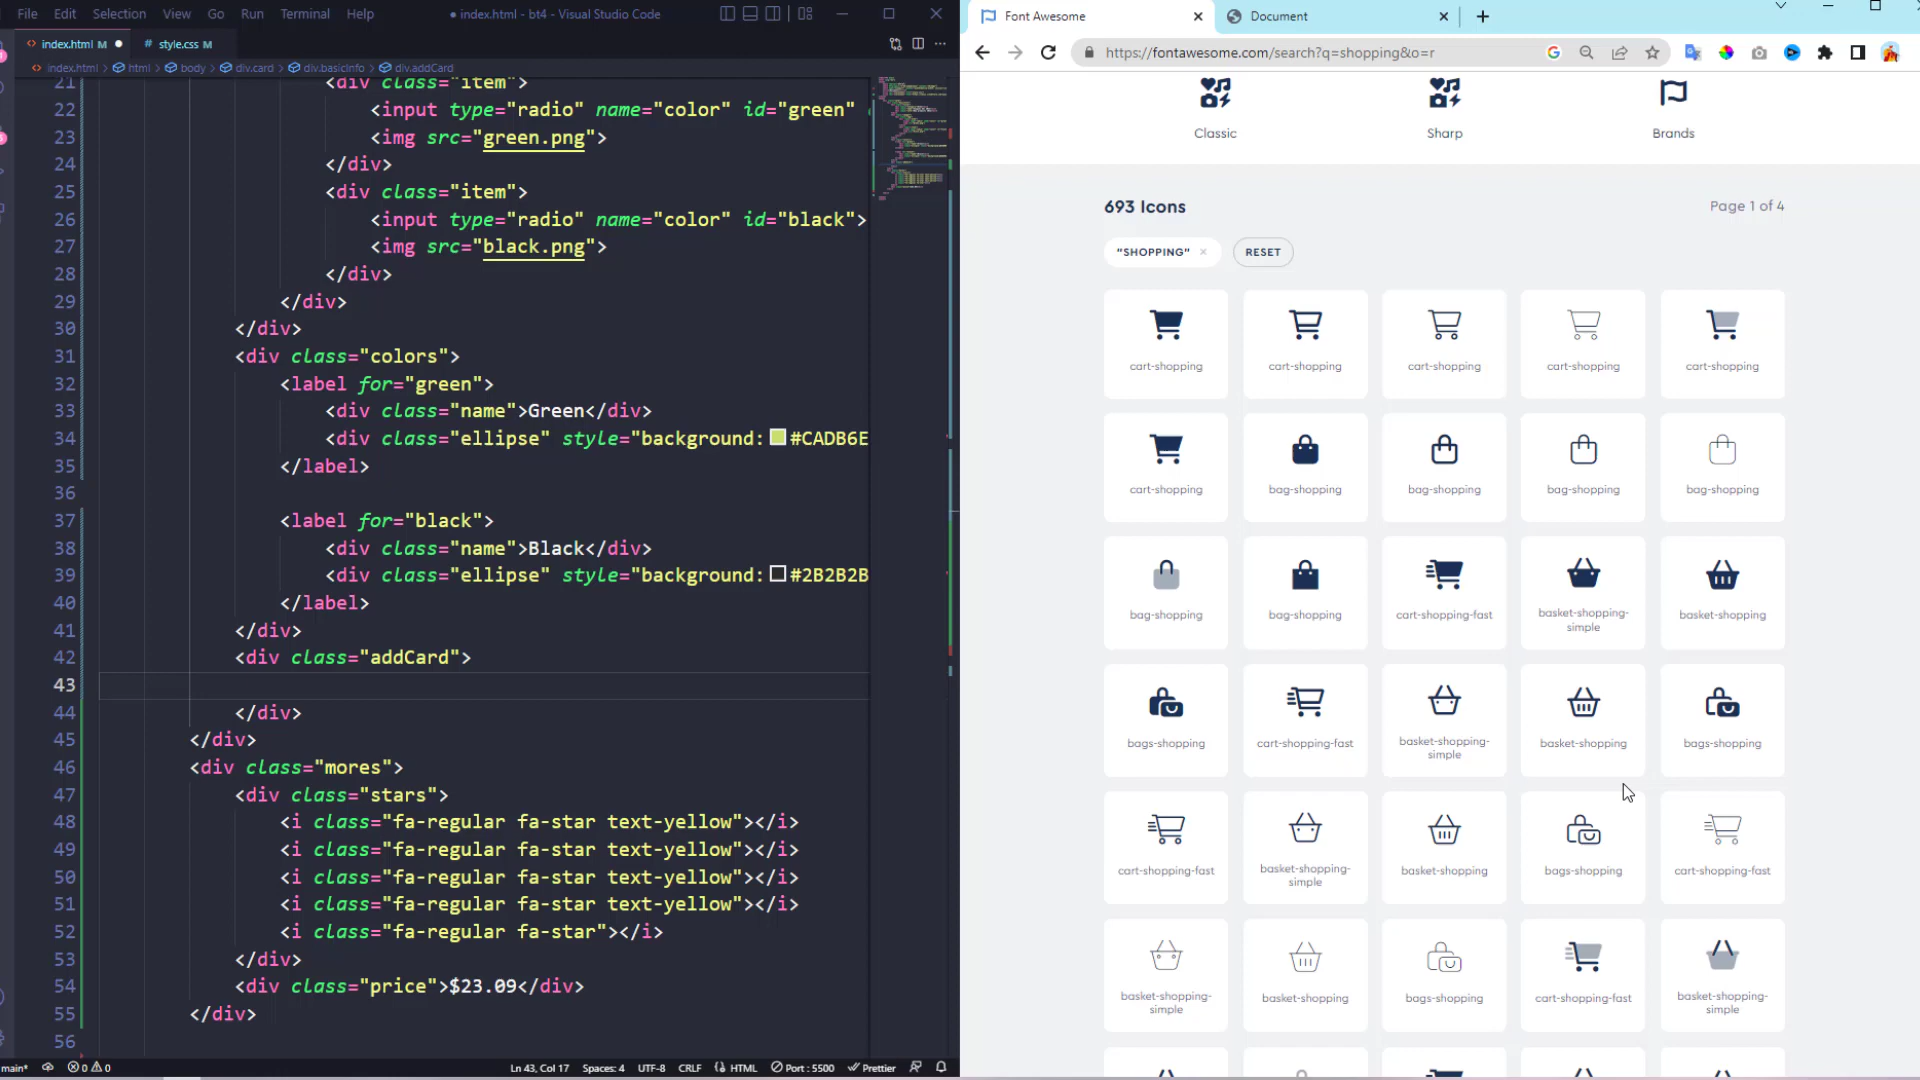 File Edit Selection View Go Run Terminal Help
● index.html - bt4 - Visual Studio Code
index.html M ●
style.css M
index.html > html > body > div.card > div.basicInfo > div.addCard
21 <div class="item">
22 <input type="radio" name="color" id="green"
23 <img src="green.png">
24 </div>
25 <div class="item">
26 <input type="radio" name="color" id="black">
27 <img src="black.png">
28 </div>
29 </div>
30 </div>
31 <div class="colors">
32 <label for="green">
33 <div class="name">Green</div>
34 <div class="ellipse" style="background: #CADB6E
35 </label>
36
37 <label for="black">
38 <div class="name">Black</div>
39 <div class="ellipse" style="background: #2B2B2B
40 </label>
41 </div>
42 <div class="addCard">
43
44 </div>
45 </div>
46 <div class="mores">
47 <div class="stars">
48 <i class="fa-regular fa-star text-yellow"></i>
49 <i class="fa-regular fa-star text-yellow"></i>
50 <i class="fa-regular fa-star text-yellow"></i>
51 <i class="fa-regular fa-star text-yellow"></i>
52 <i class="fa-regular fa-star"></i>
53 </div>
54 <div class="price">$23.09</div>
55 </div>
56
main* 0 0 Ln 43, Col 17 Spaces: 4 UTF-8 CRLF HTML Port : 5500 Prettier
Font Awesome
Document
https://fontawesome.com/search?q=shopping&o=r
Classic Sharp Brands
693 Icons
Page 1 of 4
"SHOPPING" ×
RESET
cart-shopping cart-shopping cart-shopping cart-shopping cart-shopping
cart-shopping bag-shopping bag-shopping bag-shopping bag-shopping
bag-shopping bag-shopping cart-shopping-fast basket-shopping-simple basket-shopping
bags-shopping cart-shopping-fast basket-shopping-simple basket-shopping bags-shopping
cart-shopping-fast basket-shopping-simple basket-shopping bags-shopping cart-shopping-fast
basket-shopping-simple basket-shopping bags-shopping cart-shopping-fast basket-shopping-simple